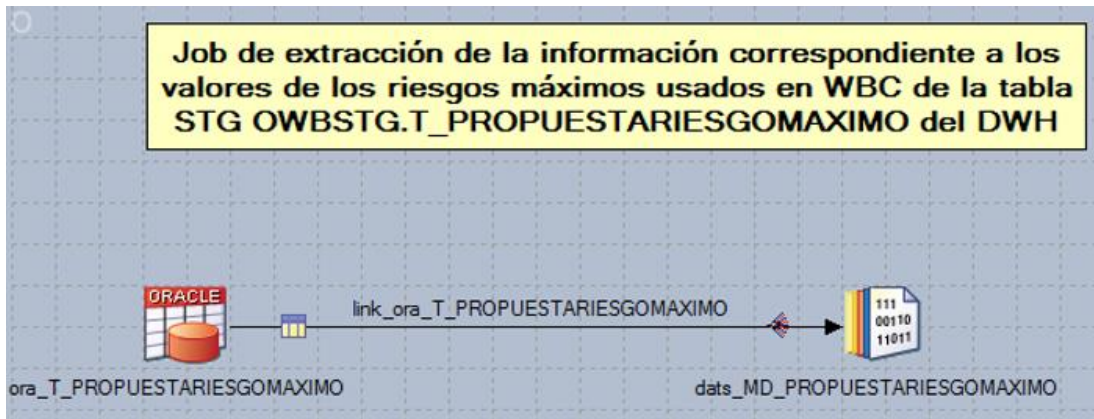 Job de extracción de la información correspondiente a los
valores de los riesgos máximos usados en WBC de la tabla
STG OWBSTG.T_PROPUESTARIESGOMAXIMO del DWH
ORACLE
link_ora_T_PROPUESTARIESGOMAXIMO
111
00110
11011
ora_T_PROPUESTARIESGOMAXIMO
dats_MD_PROPUESTARIESGOMAXIMO